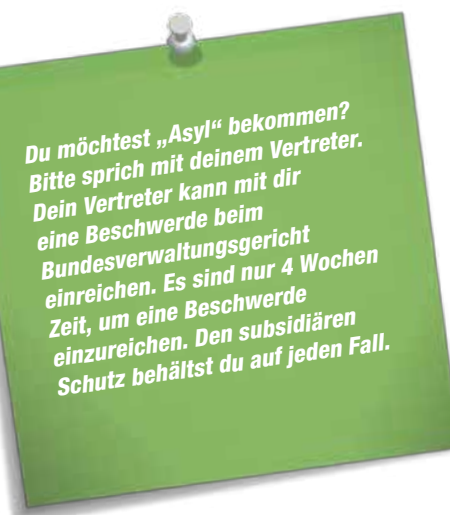 Du möchtest „Asyl“ bekommen?
Bitte sprich mit deinem Vertreter.
Dein Vertreter kann mit dir
eine Beschwerde beim
Bundesverwaltungsgericht
einreichen. Es sind nur 4 Wochen
Zeit, um eine Beschwerde
einzureichen. Den subsidiären
Schutz behältst du auf jeden Fall.